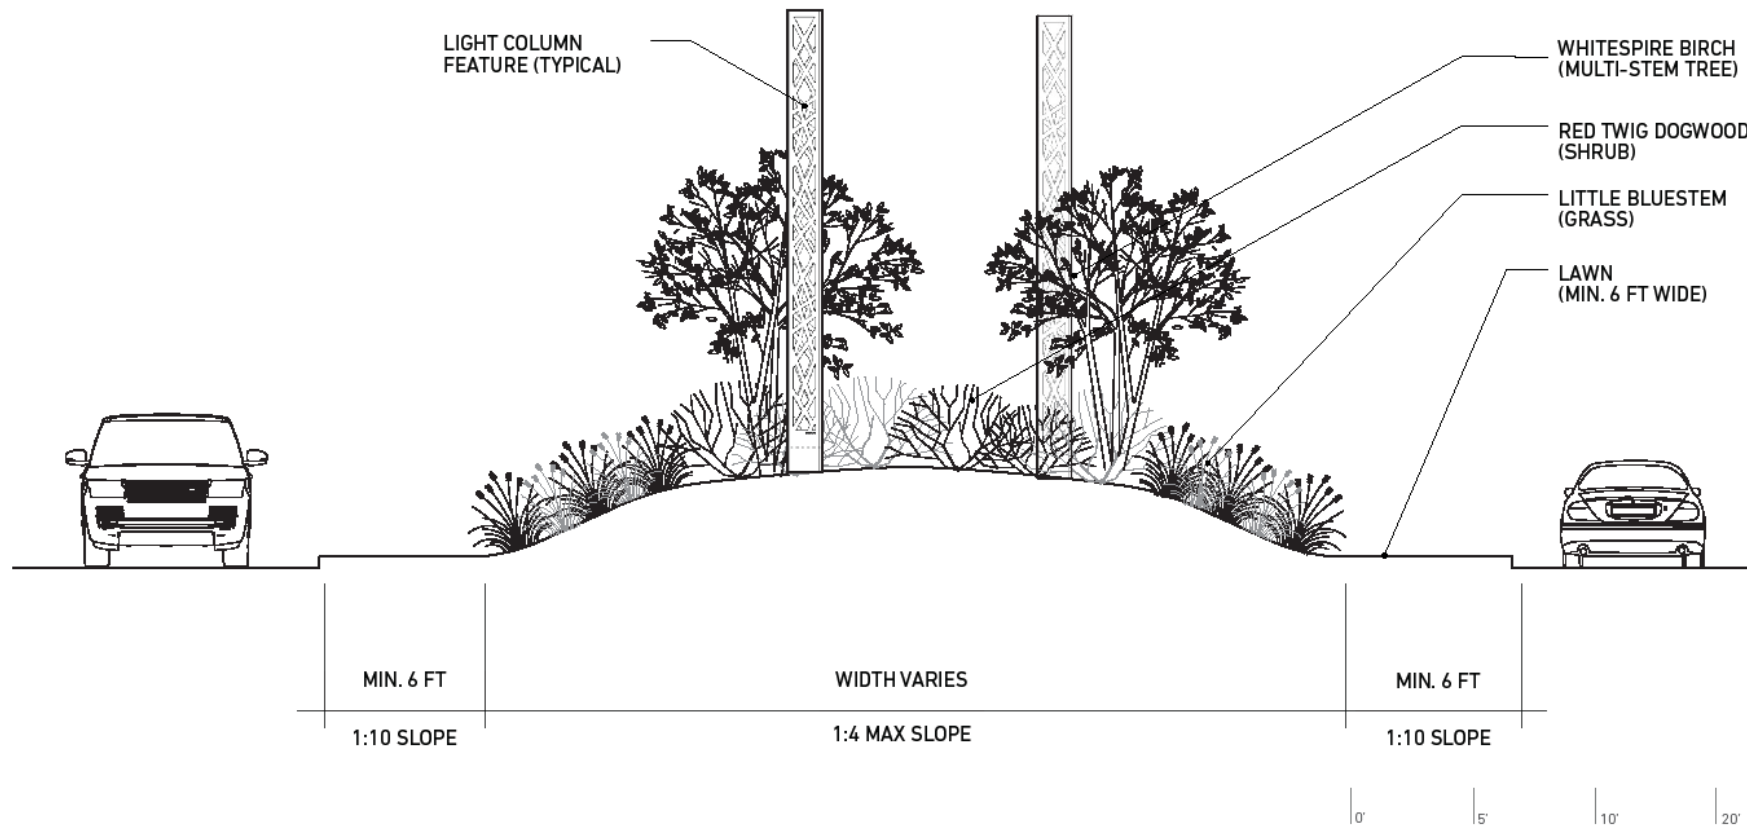 LIGHT COLUMN
FEATURE (TYPICAL)
WHITESPIRE BIRCH
(MULTI-STEM TREE)
RED TWIG DOGWOOD
(SHRUB)
LITTLE BLUESTEM
(GRASS)
LAWN
(MIN. 6 FT WIDE)
MIN. 6 FT
WIDTH VARIES
MIN. 6 FT
1:10 SLOPE
1:4 MAX SLOPE
1:10 SLOPE
0'
5'
10'
20'